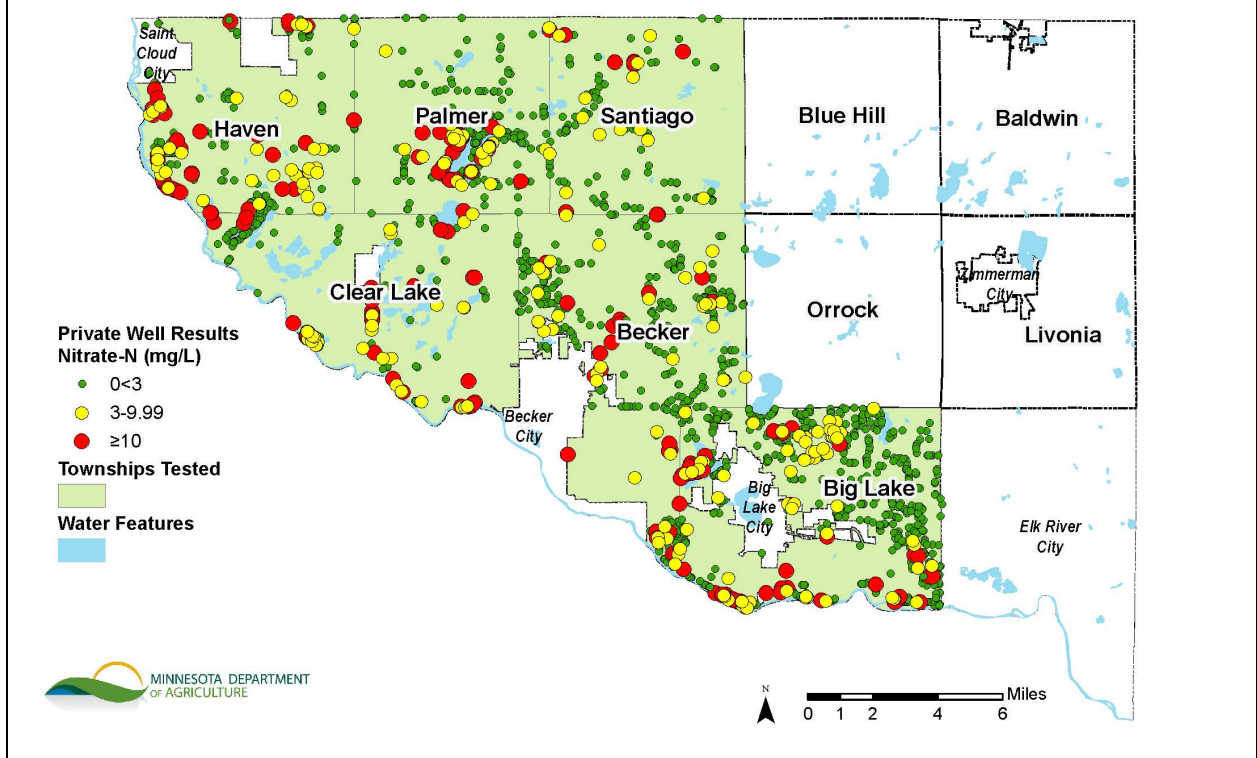 Saint
Cloud
City
Haven
Palmer
Santiago
Blue Hill
Baldwin
Clear Lake
Becker
Orrock
Zimmerman
City
Livonia
Private Well Results
Nitrate-N (mg/L)
0<3
3-9.99
≥10
Townships Tested
Water Features
Becker
City
Big
Lake
City
Big Lake
Elk River
City
MINNESOTA DEPARTMENT
OF AGRICULTURE
N
Miles
0 1 2 4 6